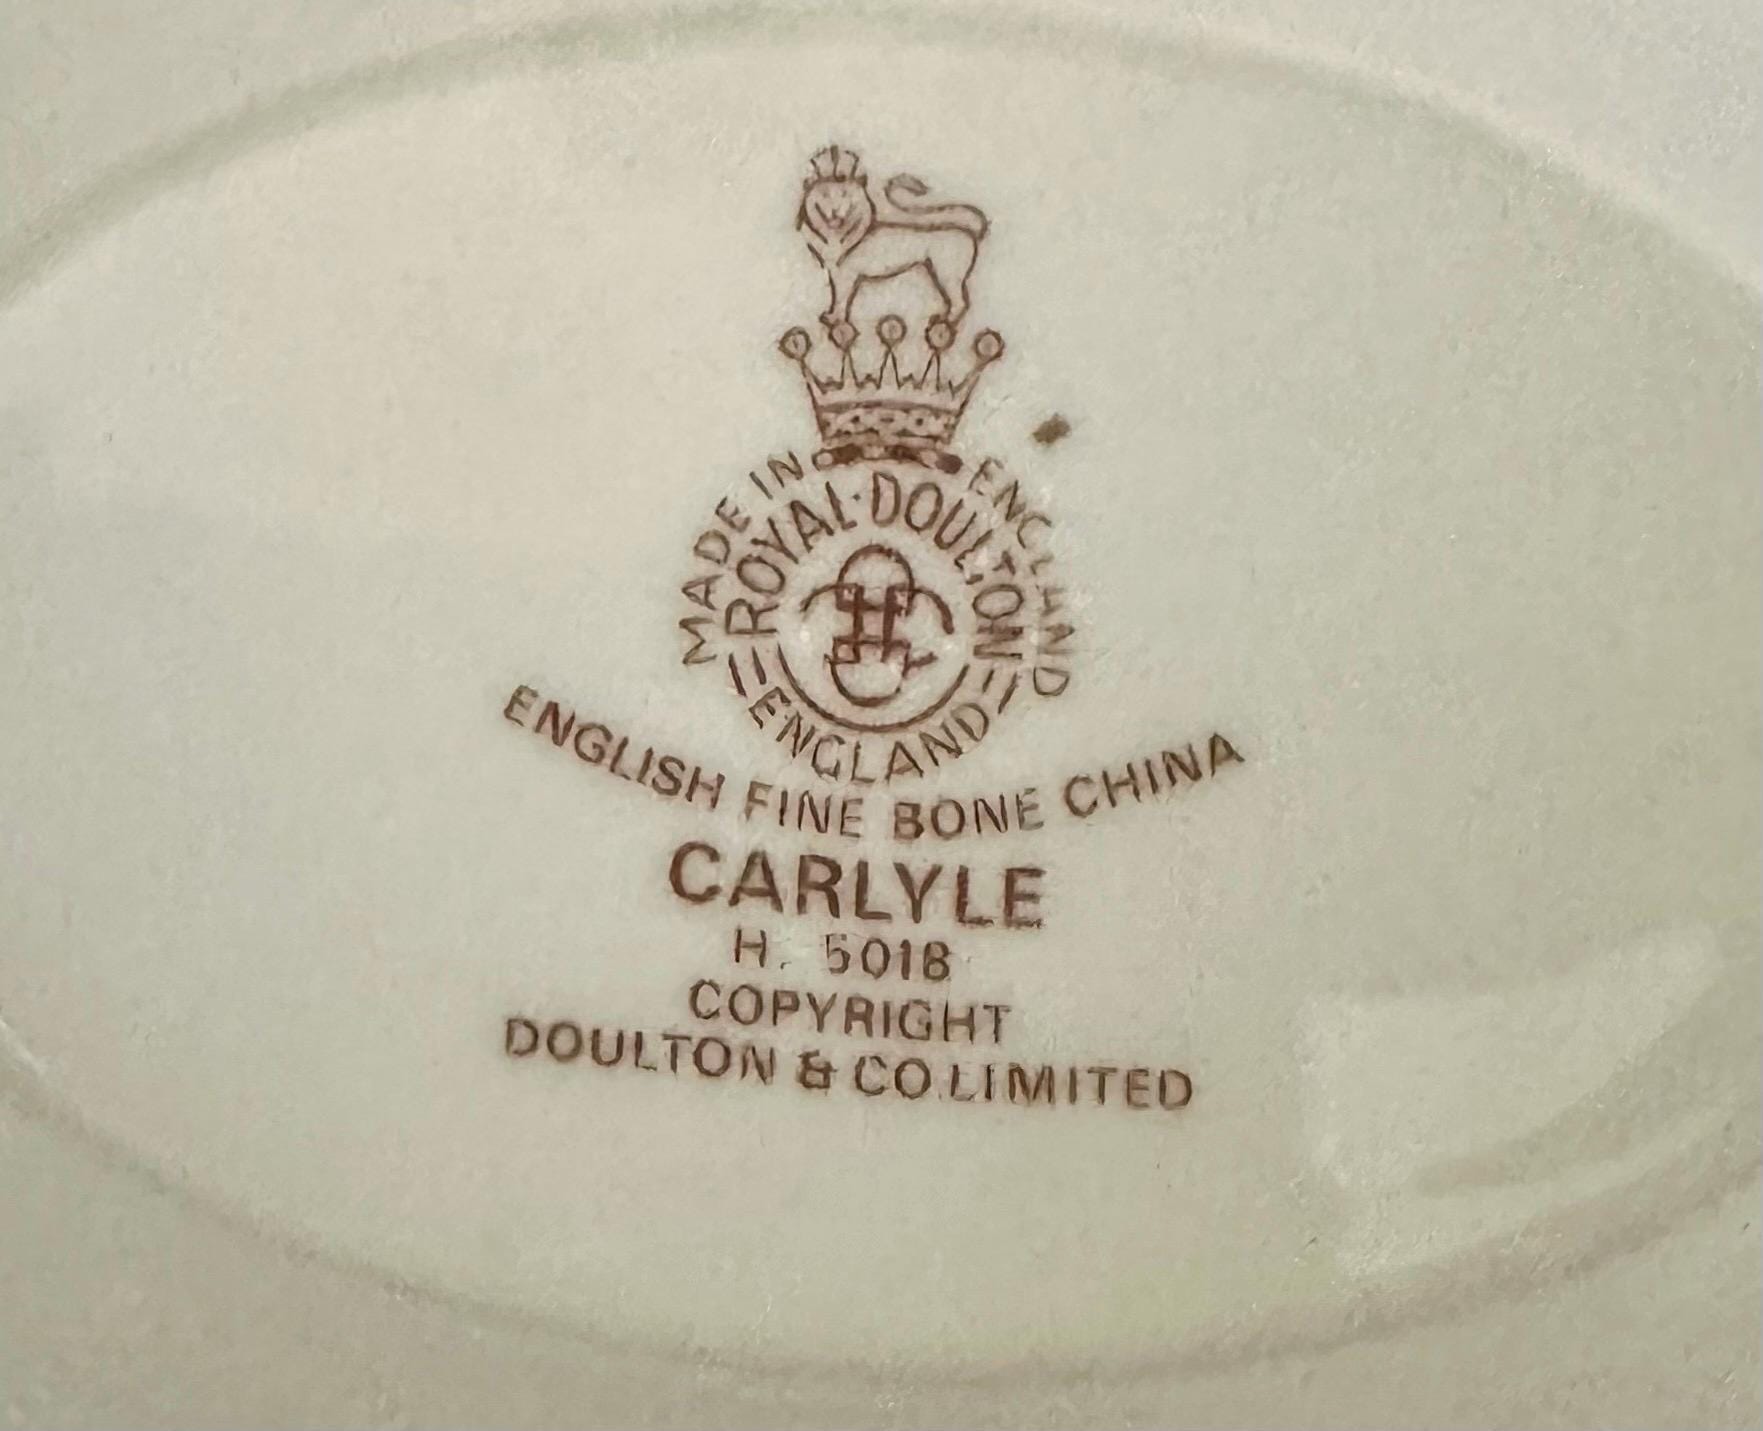 MADE IN ENGLAND
ROYAL·DOULTON
ENGLAND
ENGLISH FINE BONE CHINA
CARLYLE
H. 5018
COPYRIGHT
DOULTON & CO.LIMITED